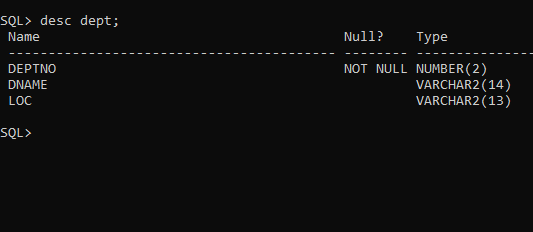 SQL> desc dept;
Name Null? Type
----------------------------------------- -------- ---------------
DEPTNO NOT NULL NUMBER(2)
DNAME VARCHAR2(14)
LOC VARCHAR2(13)
SQL>